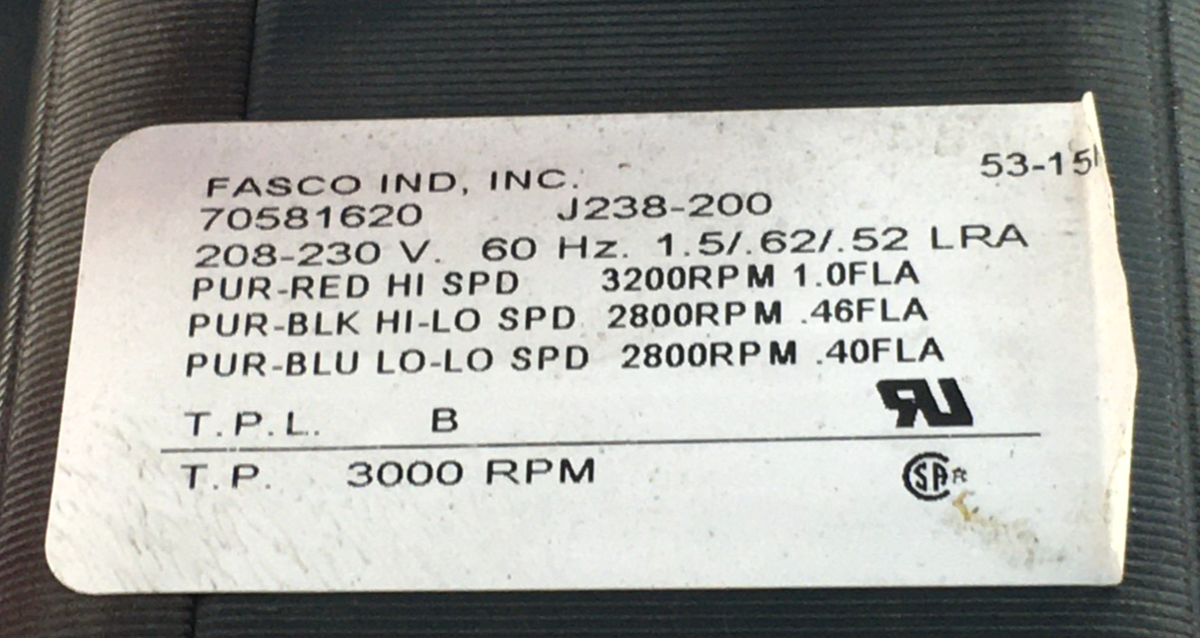 FASCO IND, INC. 53-15
70581620 J238-200
208-230 V. 60 Hz. 1.5/.62/.52 LRA
PUR-RED HI SPD 3200RPM 1.0FLA
PUR-BLK HI-LO SPD 2800RPM .46FLA
PUR-BLU LO-LO SPD 2800RPM .40FLA
T.P.L. B
T.P. 3000 RPM